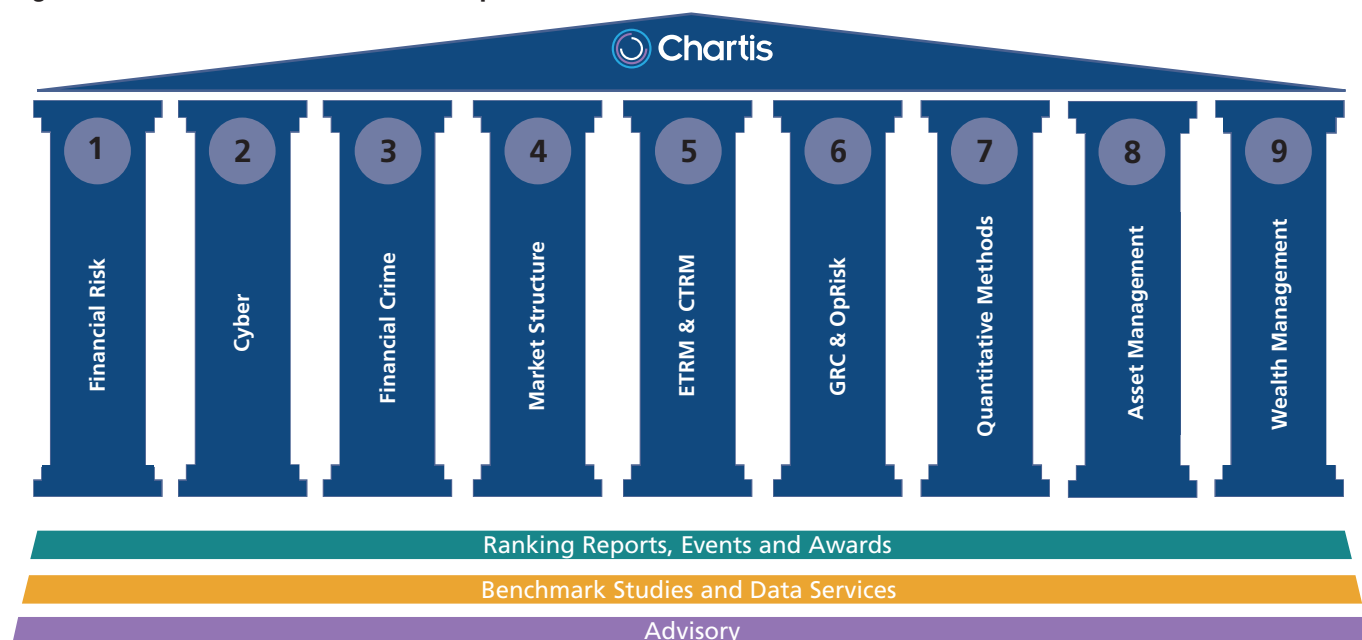 Chartis
1
2
3
4
5
6
7
8
9
Financial Risk
Cyber
Financial Crime
Market Structure
ETRM & CTRM
GRC & OpRisk
Quantitative Methods
Asset Management
Wealth Management
Ranking Reports, Events and Awards
Benchmark Studies and Data Services
Advisory